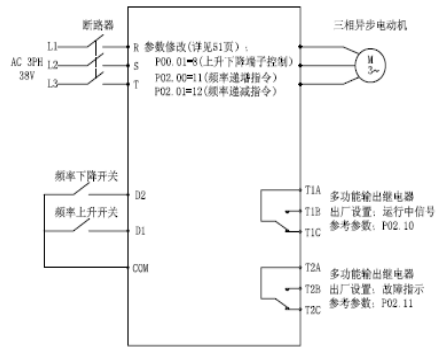 断路器
三相异步电动机
L1
R 参数修改(详见51页):
AC 3PH L2
S P00.01=8(上升下降端子控制)
M
3~
38V
P02.00=11(频率递增指令)
L3
T P02.01=12(频率递减指令)
频率下降开关
D2
频率上升开关
D1
COM
T1A 多功能输出继电器
T1B 出厂设置: 运行中信号
T1C 参考参数: P02.10
T2A 多功能输出继电器
T2B 出厂设置: 故障指示
T2C 参考参数: P02.11